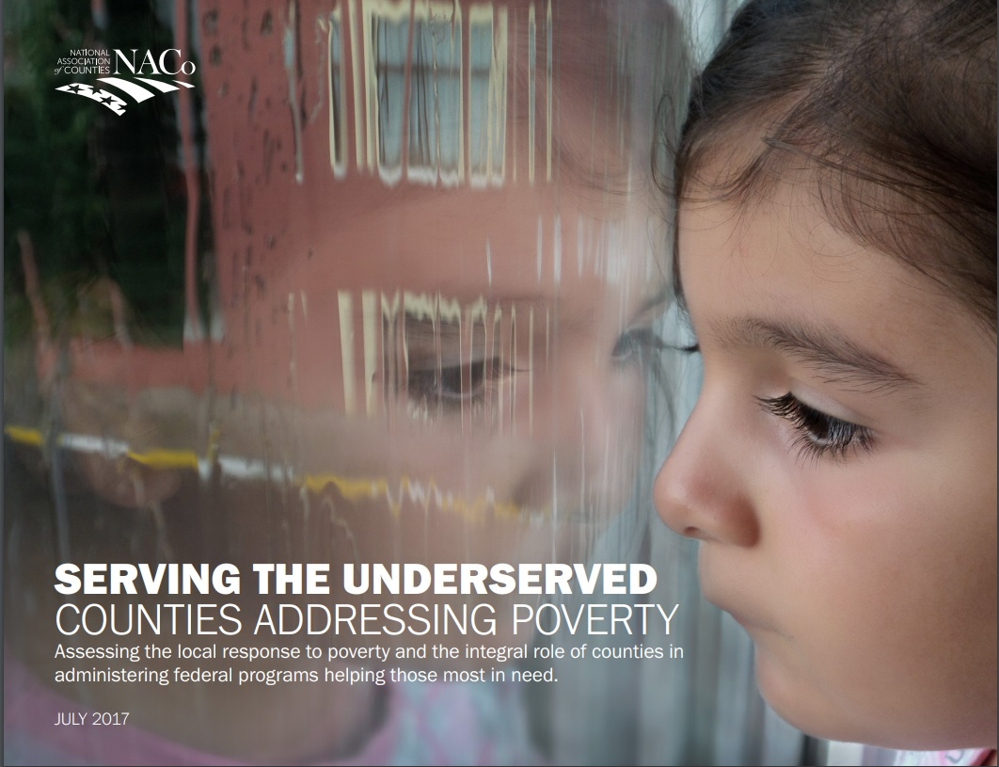 NATIONAL
ASSOCIATION
of COUNTIES
NACo
SERVING THE UNDERSERVED
COUNTIES ADDRESSING POVERTY
Assessing the local response to poverty and the integral role of counties in
administering federal programs helping those most in need.
JULY 2017